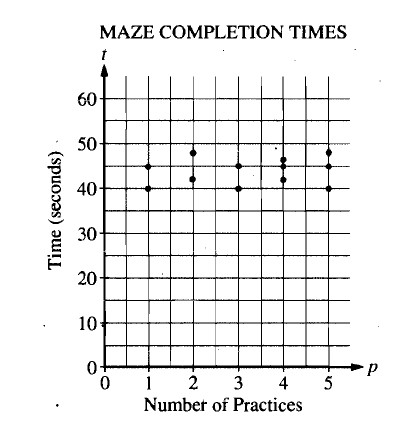 MAZE COMPLETION TIMES
t
60
50
40
30
20
10
0
Time (seconds)
0 1 2 3 4 5
p
Number of Practices